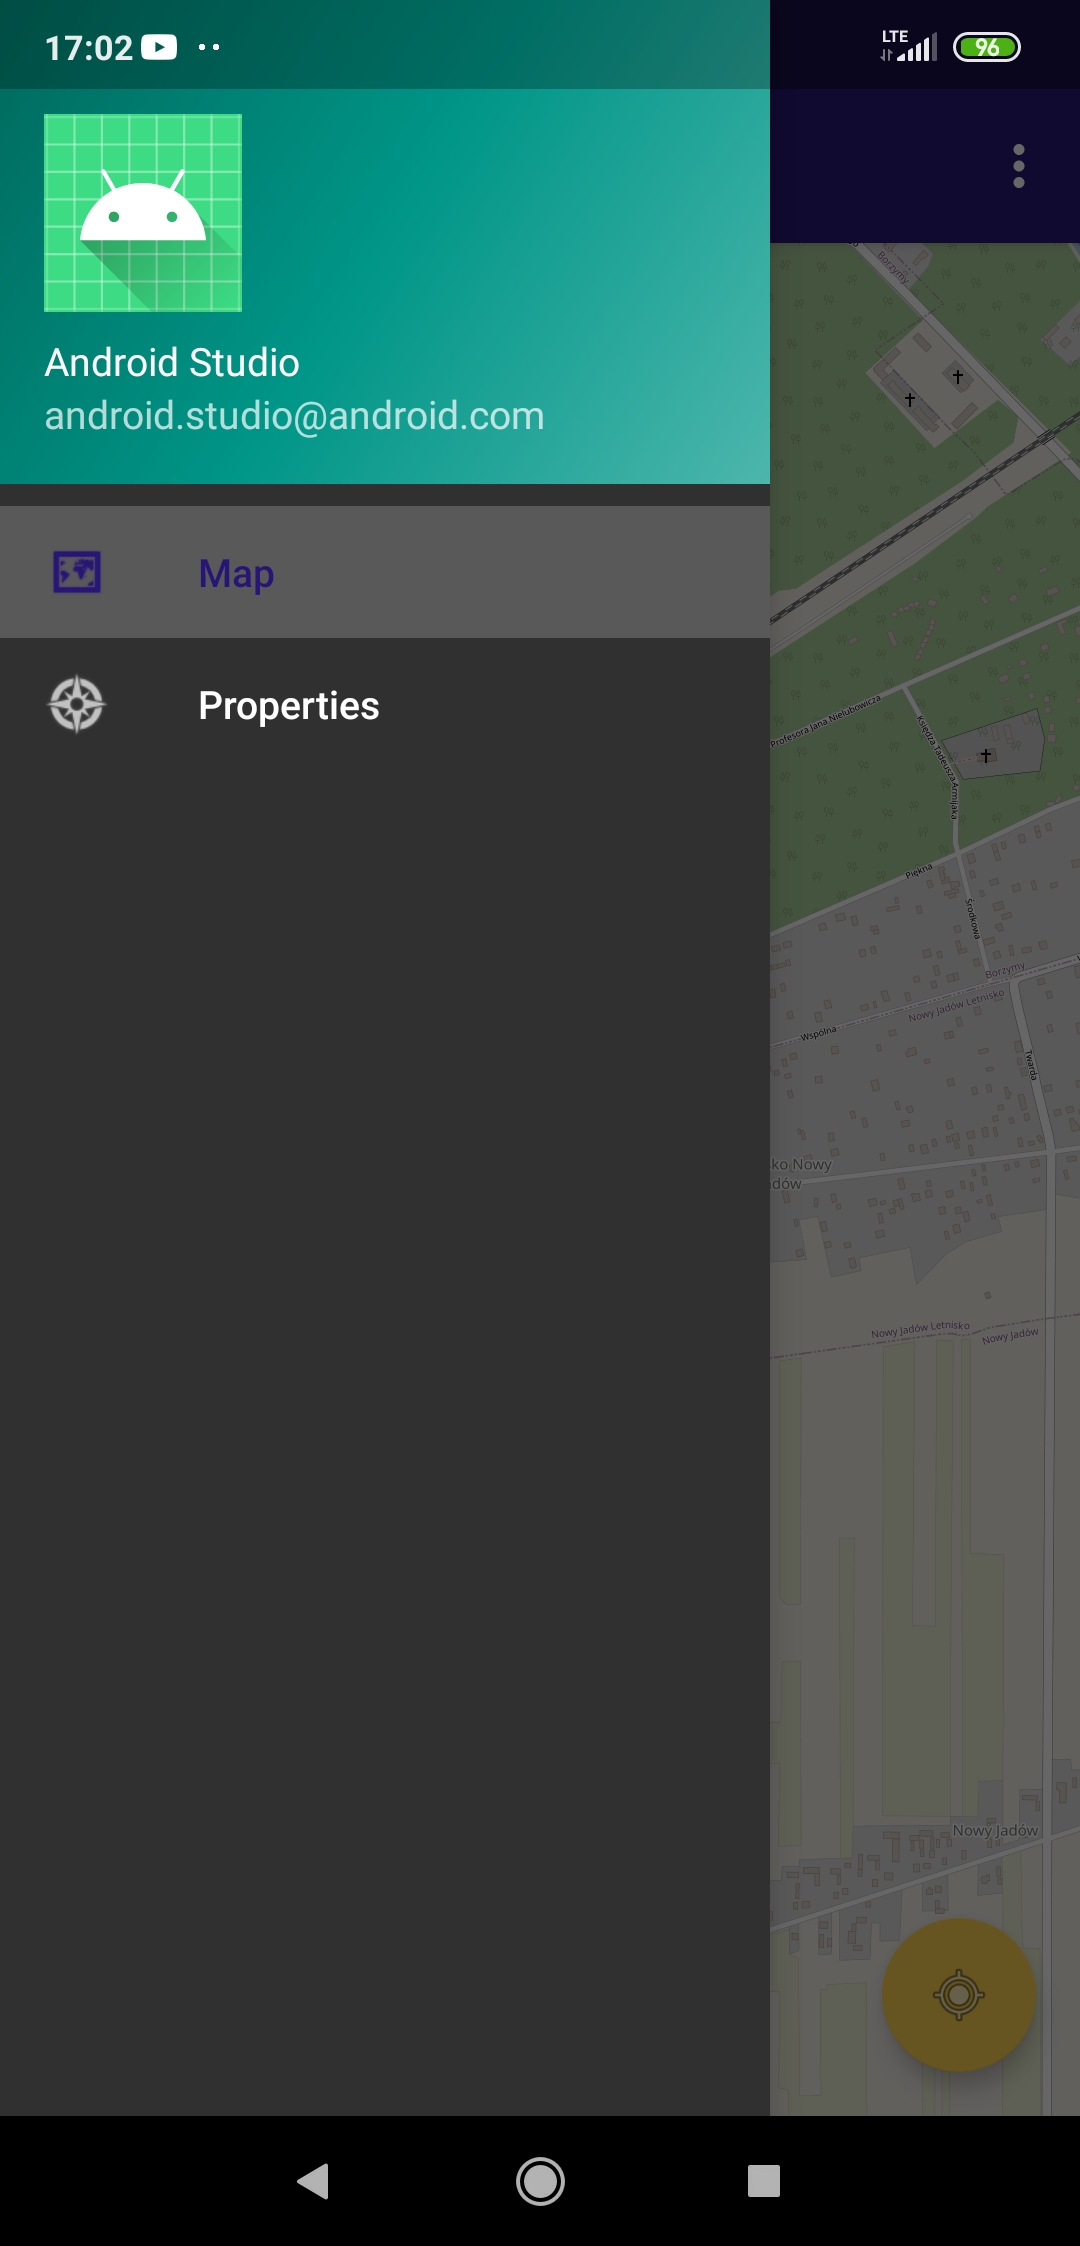 17:02
LTE
96
Android Studio
android.studio@android.com
Map
Properties
Borzymy
Profesora Jana Nielubowicza
Księdza Tadeusza Armijaka
Piękna
Środkowa
Borzymy
Nowy Jadów Letnisko
Wspólna
Twarda
ko Nowy
dów
Nowy Jadów Letnisko
Nowy Jadów
Nowy Jadów